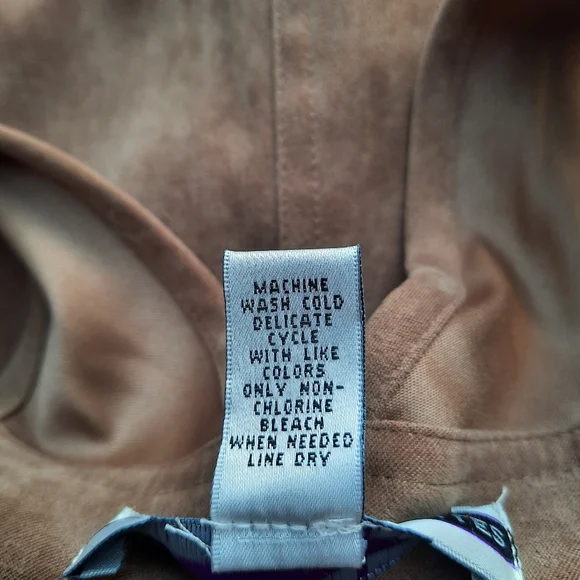 MACHINE
WASH COLD
DELICATE
CYCLE
WITH LIKE
COLORS
ONLY NON-
CHLORINE
BLEACH
WHEN NEEDED
LINE DRY